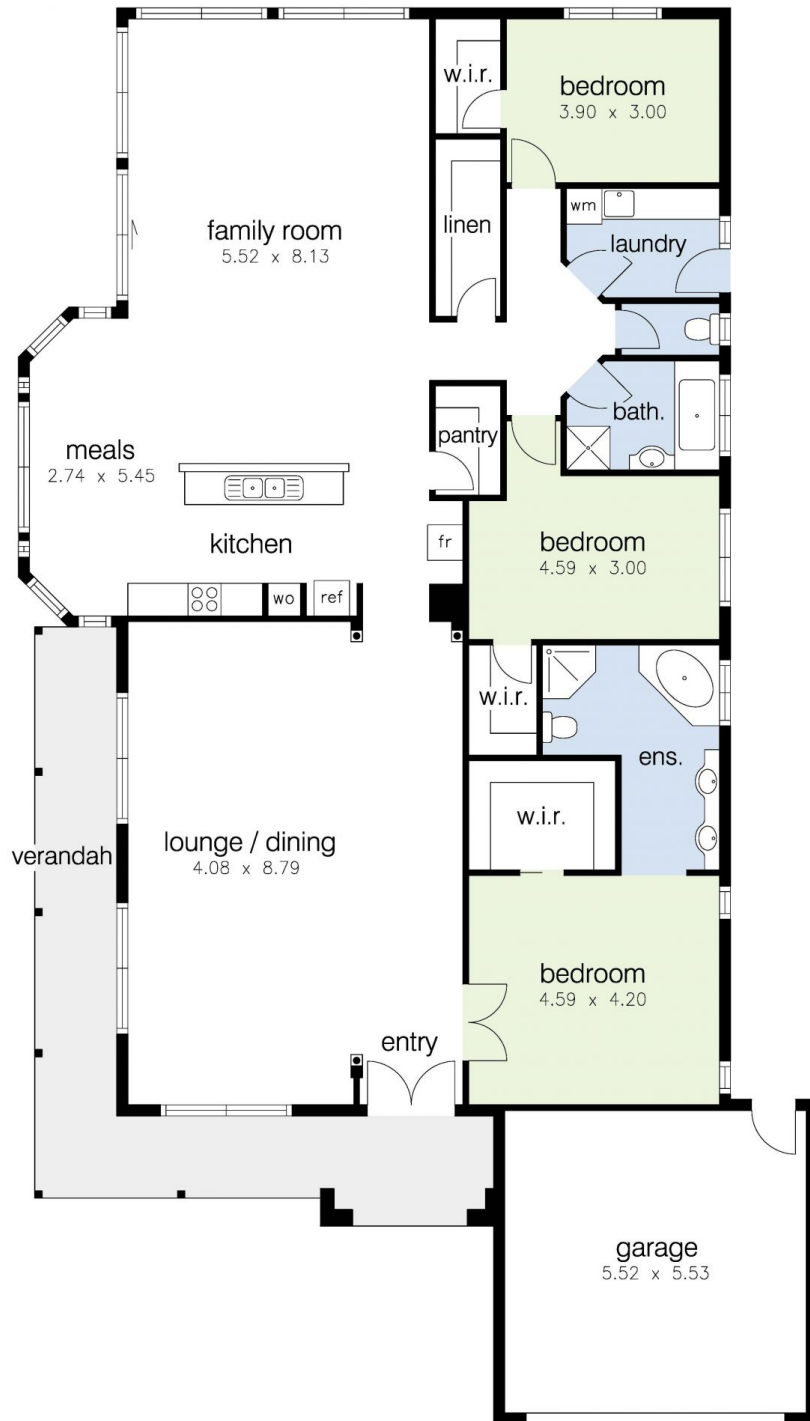 w.i.r.
bedroom
3.90 x 3.00
family room
5.52 x 8.13
linen
wm
laundry
meals
2.74 x 5.45
pantry
bath.
kitchen
fr
bedroom
4.59 x 3.00
wo
ref
w.i.r.
ens.
w.i.r.
verandah
lounge / dining
4.08 x 8.79
bedroom
4.59 x 4.20
entry
garage
5.52 x 5.53